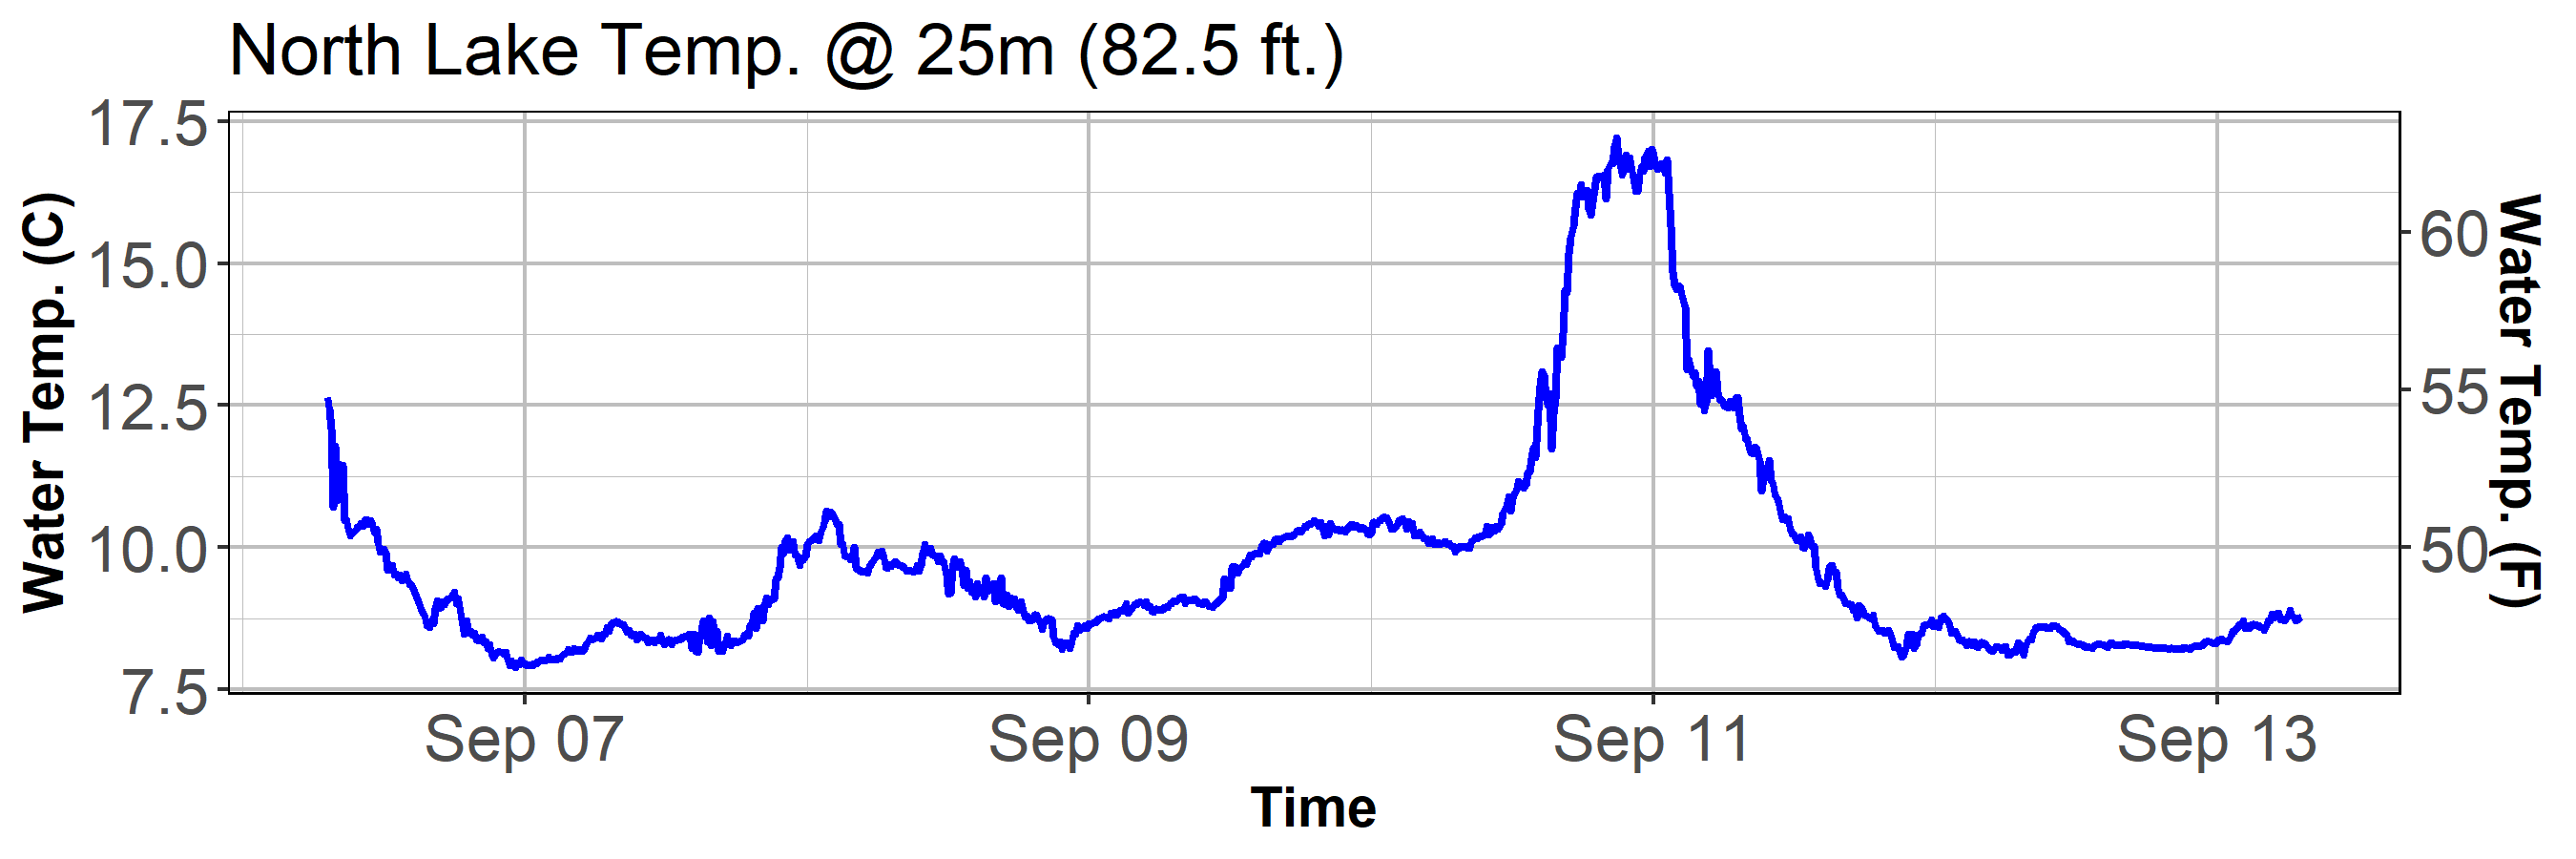 North Lake Temp. @ 25m (82.5 ft.)
Water Temp. (C)
17.5
15.0
12.5
10.0
7.5
60
55
50
Water Temp. (F)
Sep 07 Sep 09 Sep 11 Sep 13
Time